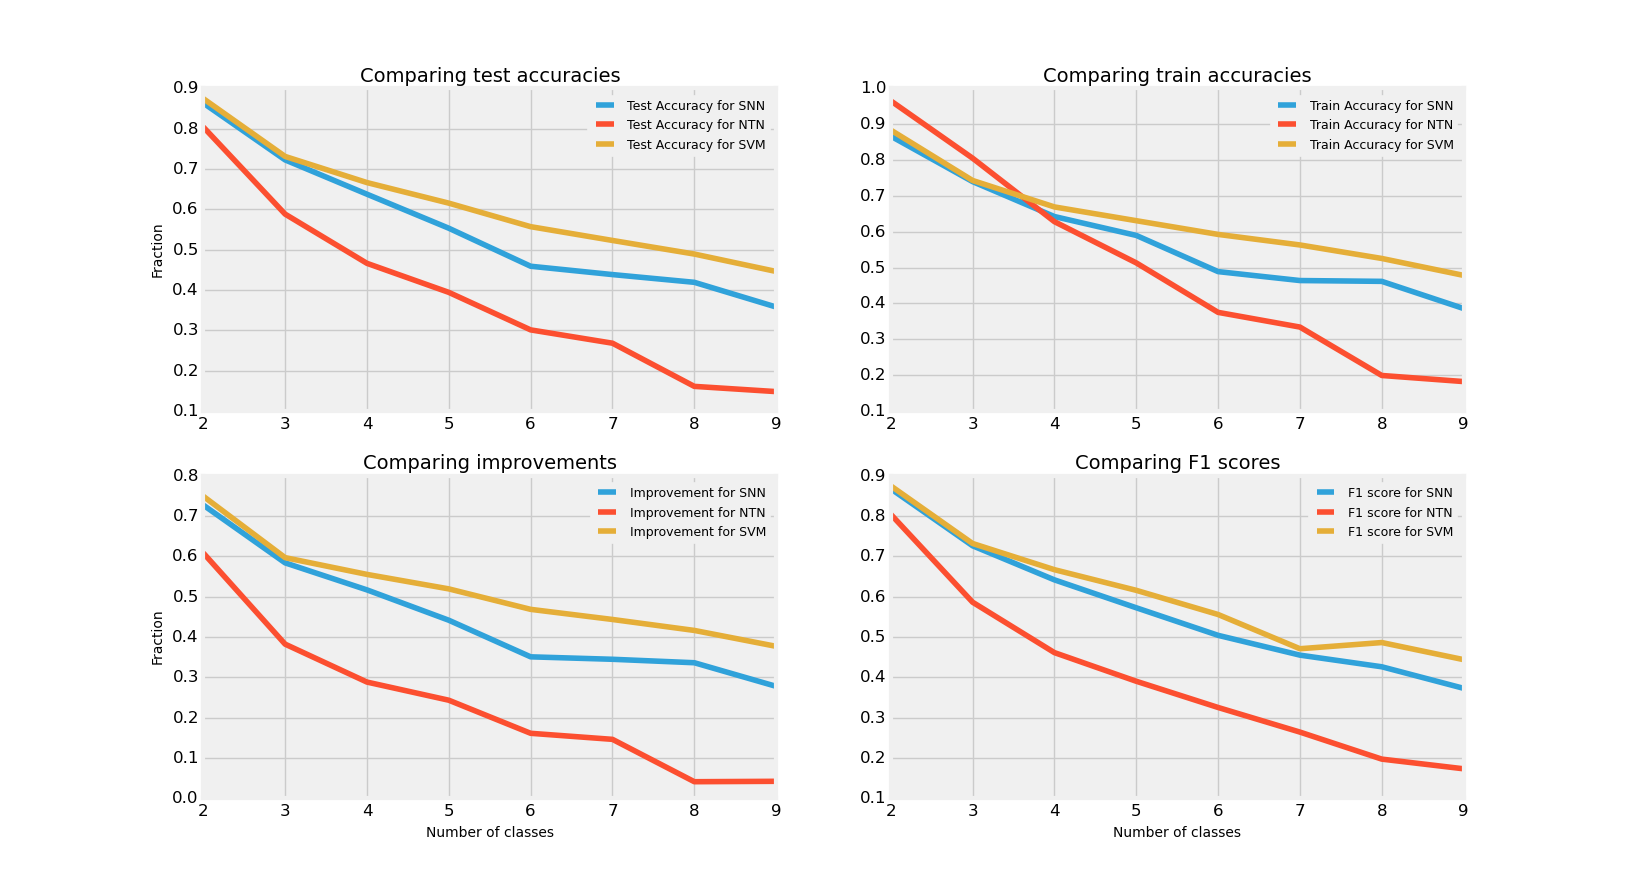 Comparing test accuracies
0.9
0.8
0.7
0.6
0.5
0.4
0.3
0.2
0.1
Fraction
Test Accuracy for SNN
Test Accuracy for NTN
Test Accuracy for SVM
2 3 4 5 6 7 8 9
Comparing train accuracies
1.0
0.9
0.8
0.7
0.6
0.5
0.4
0.3
0.2
0.1
Train Accuracy for SNN
Train Accuracy for NTN
Train Accuracy for SVM
2 3 4 5 6 7 8 9
Comparing improvements
0.8
0.7
0.6
0.5
0.4
0.3
0.2
0.1
0.0
Fraction
Improvement for SNN
Improvement for NTN
Improvement for SVM
2 3 4 5 6 7 8 9
Number of classes
Comparing F1 scores
0.9
0.8
0.7
0.6
0.5
0.4
0.3
0.2
0.1
F1 score for SNN
F1 score for NTN
F1 score for SVM
2 3 4 5 6 7 8 9
Number of classes